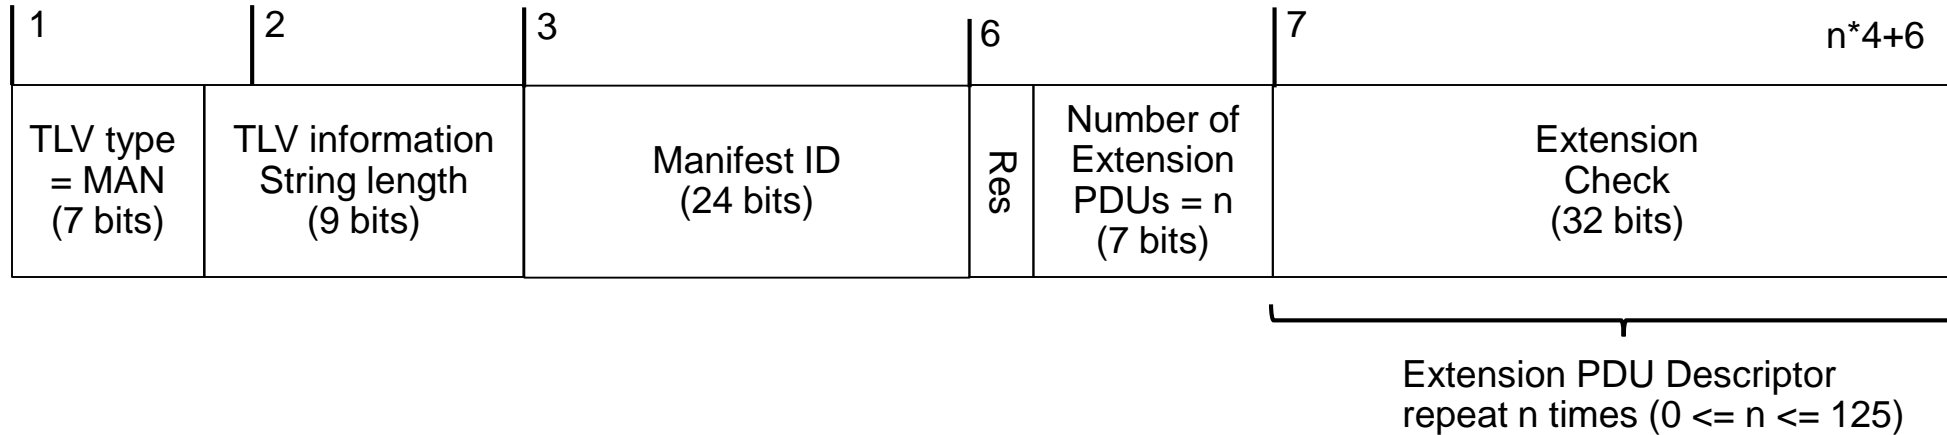 1
2
3
6
7
n*4+6
TLV type
= MAN
(7 bits)
TLV information
String length
(9 bits)
Manifest ID
(24 bits)
Res
Number of
Extension
PDUs = n
(7 bits)
Extension
Check
(32 bits)
Extension PDU Descriptor
repeat n times (0 <= n <= 125)